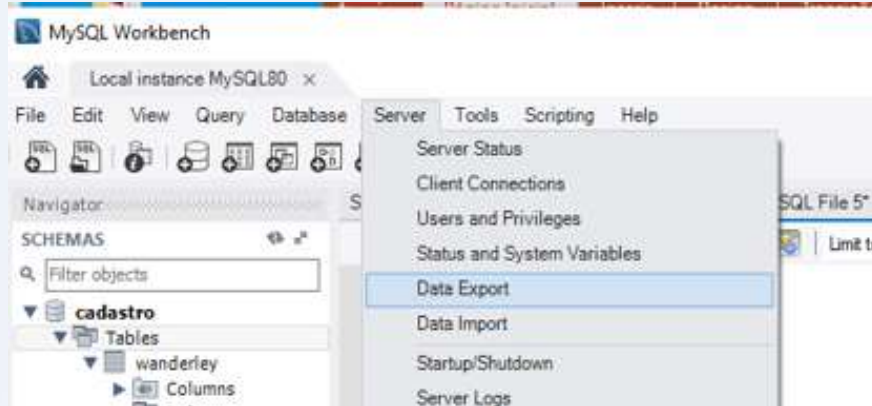 MySQL Workbench
Local instance MySQL80 ×
File Edit View Query Database Server Tools Scripting Help
Server Status
Client Connections
Users and Privileges
Status and System Variables
Data Export
Data Import
Startup/Shutdown
Server Logs
Navigator
SCHEMAS
Filter objects
cadastro
Tables
wanderley
Columns
SQL File 5*
Limit t